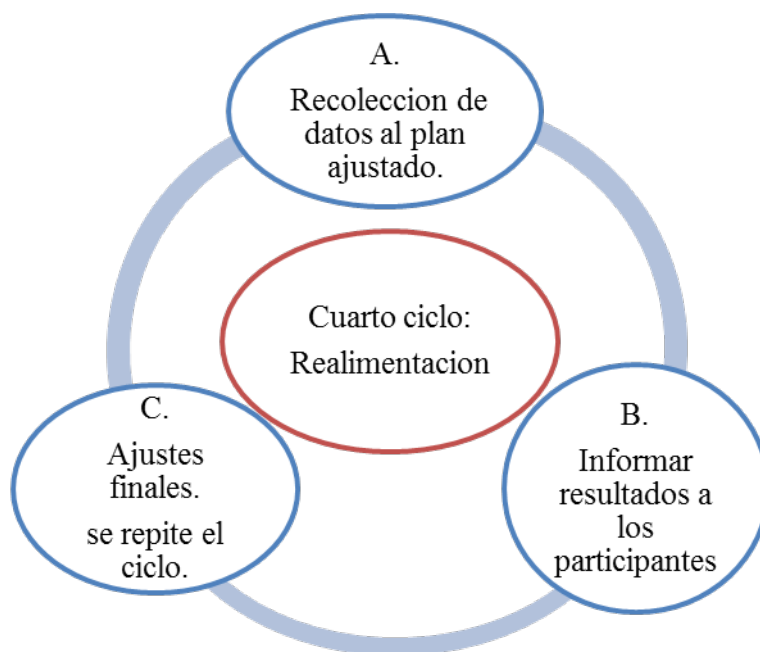 A.
Recoleccion de
datos al plan
ajustado.
Cuarto ciclo:
Realimentacion
B.
Informar
resultados a
los
participantes
C.
Ajustes
finales.
se repite el
ciclo.